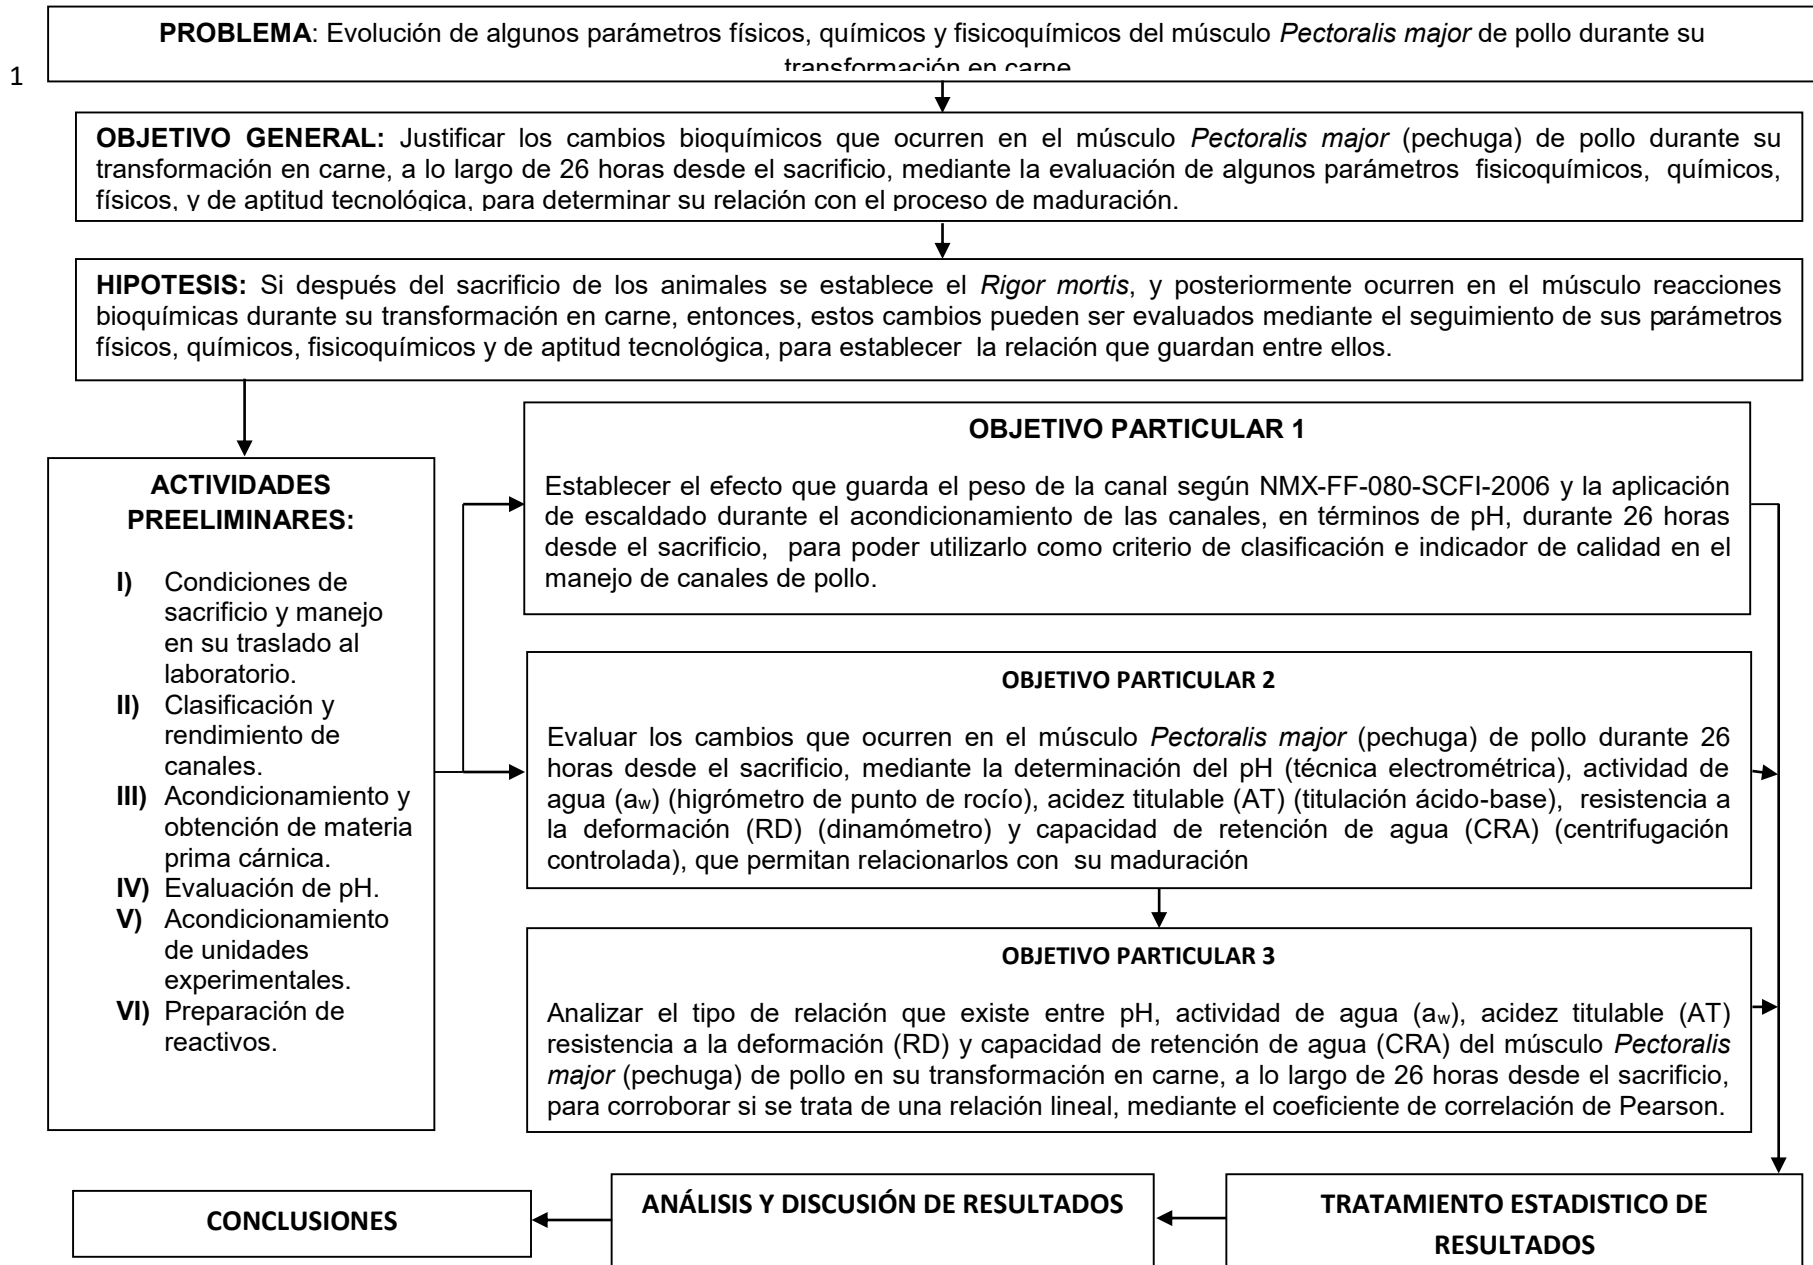 PROBLEMA: Evolución de algunos parámetros físicos, químicos y fisicoquímicos del músculo Pectoralis major de pollo durante su
transformación en carne
1
OBJETIVO GENERAL: Justificar los cambios bioquímicos que ocurren en el músculo Pectoralis major (pechuga) de pollo durante su
transformación en carne, a lo largo de 26 horas desde el sacrificio, mediante la evaluación de algunos parámetros fisicoquímicos, químicos,
físicos, y de aptitud tecnológica, para determinar su relación con el proceso de maduración.
HIPOTESIS: Si después del sacrificio de los animales se establece el Rigor mortis, y posteriormente ocurren en el músculo reacciones
bioquímicas durante su transformación en carne, entonces, estos cambios pueden ser evaluados mediante el seguimiento de sus parámetros
físicos, químicos, fisicoquímicos y de aptitud tecnológica, para establecer la relación que guardan entre ellos.
ACTIVIDADES
PREELIMINARES:
I) Condiciones de
sacrificio y manejo
en su traslado al
laboratorio.
II) Clasificación y
rendimiento de
canales.
III) Acondicionamiento y
obtención de materia
prima cárnica.
IV) Evaluación de pH.
V) Acondicionamiento
de unidades
experimentales.
VI) Preparación de
reactivos.
OBJETIVO PARTICULAR 1
Establecer el efecto que guarda el peso de la canal según NMX-FF-080-SCFI-2006 y la aplicación
de escaldado durante el acondicionamiento de las canales, en términos de pH, durante 26 horas
desde el sacrificio, para poder utilizarlo como criterio de clasificación e indicador de calidad en el
manejo de canales de pollo.
OBJETIVO PARTICULAR 2
Evaluar los cambios que ocurren en el músculo Pectoralis major (pechuga) de pollo durante 26
horas desde el sacrificio, mediante la determinación del pH (técnica electrométrica), actividad de
agua (aw) (higrómetro de punto de rocío), acidez titulable (AT) (titulación ácido-base), resistencia a
la deformación (RD) (dinamómetro) y capacidad de retención de agua (CRA) (centrifugación
controlada), que permitan relacionarlos con su maduración
OBJETIVO PARTICULAR 3
Analizar el tipo de relación que existe entre pH, actividad de agua (aw), acidez titulable (AT)
resistencia a la deformación (RD) y capacidad de retención de agua (CRA) del músculo Pectoralis
major (pechuga) de pollo en su transformación en carne, a lo largo de 26 horas desde el sacrificio,
para corroborar si se trata de una relación lineal, mediante el coeficiente de correlación de Pearson.
CONCLUSIONES
ANÁLISIS Y DISCUSIÓN DE RESULTADOS
TRATAMIENTO ESTADISTICO DE
RESULTADOS